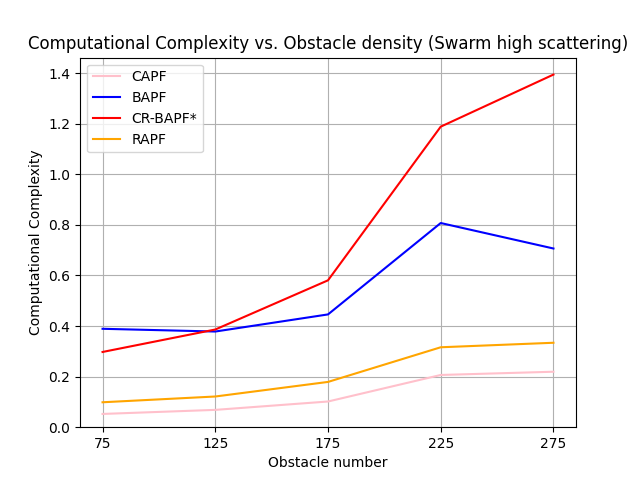 Computational Complexity vs. Obstacle density (Swarm high scattering)
CAPF
BAPF
CR-BAPF*
RAPF
Computational Complexity
1.4
1.2
1.0
0.8
0.6
0.4
0.2
0.0
75 125 175 225 275
Obstacle number